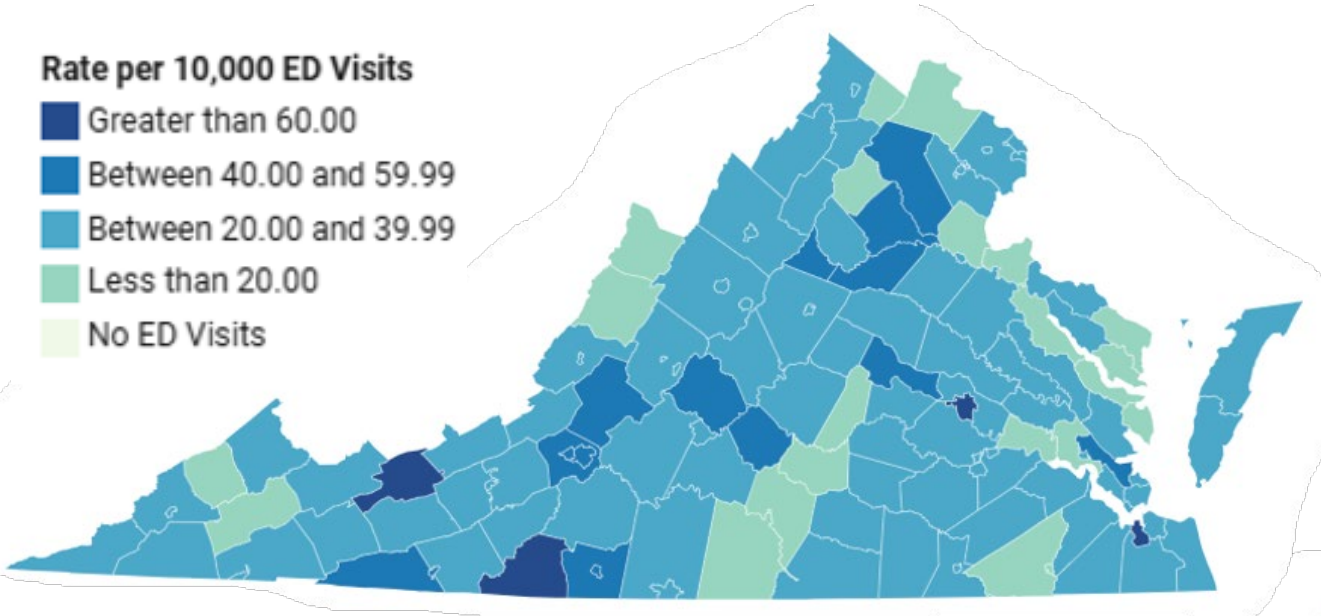 Rate per 10,000 ED Visits
Greater than 60.00
Between 40.00 and 59.99
Between 20.00 and 39.99
Less than 20.00
No ED Visits